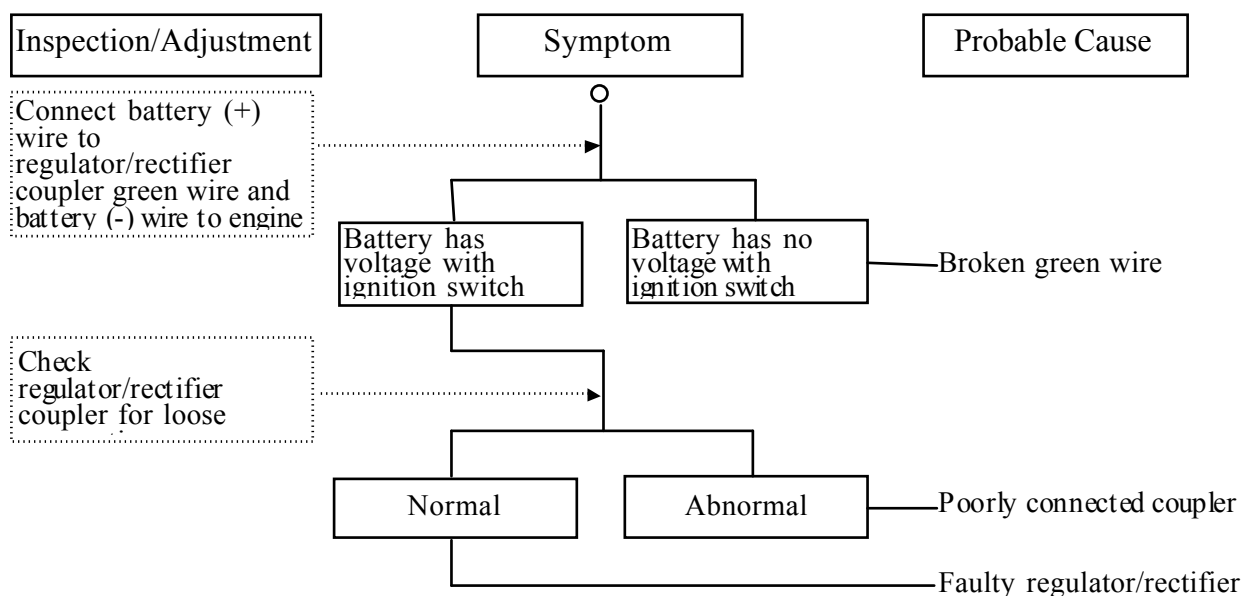 Inspection/Adjustment
Symptom
Probable Cause
Connect battery (+)
wire to
regulator/rectifier
coupler green wire and
battery (-) wire to engine
Battery has
voltage with
ignition switch
Battery has no
voltage with
ignition switch
Broken green wire
Check
regulator/rectifier
coupler for loose
Normal
Abnormal
Poorly connected coupler
Faulty regulator/rectifier